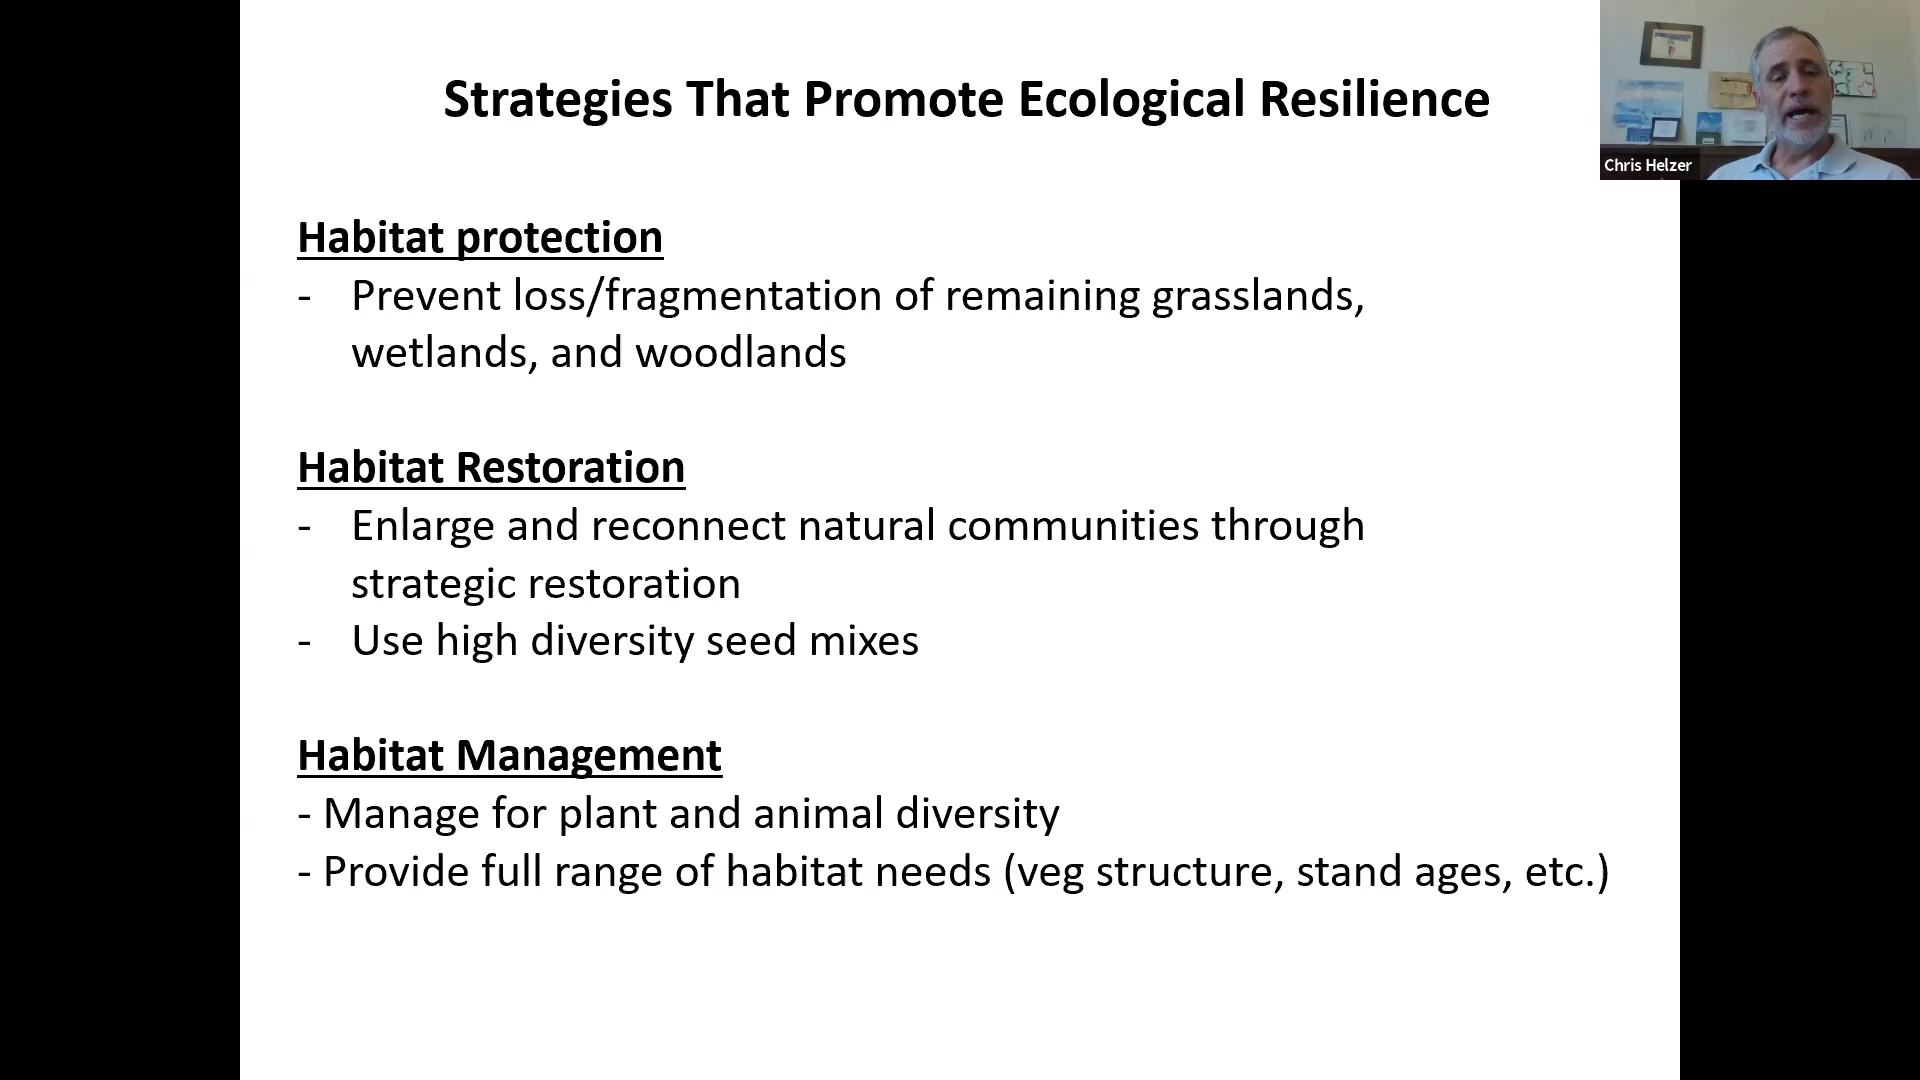 Strategies That Promote Ecological Resilience
Chris Helzer
Habitat protection
- Prevent loss/fragmentation of remaining grasslands,
wetlands, and woodlands
Habitat Restoration
- Enlarge and reconnect natural communities through
strategic restoration
- Use high diversity seed mixes
Habitat Management
- Manage for plant and animal diversity
- Provide full range of habitat needs (veg structure, stand ages, etc.)